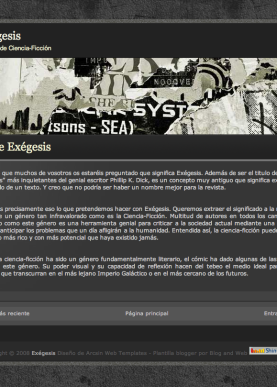 gesis
de Ciencia-Ficción
SHE
SYST
(sons - SEA)
e Exégesis
que muchos de vosotros os estaréis preguntado que significa Exégesis. Además de ser el título de
s" más inquietantes del genial escritor Phillip K. Dick, es un concepto muy antiguo que significa ex
do de un texto. Y creo que no podría ser haber un nombre mejor para la revista.
s precisamente eso lo que pretendemos hacer con Exégesis. Queremos extraer el significado a la
e un género tan infravalorado como es la Ciencia-Ficción. Multitud de autores en todos los can
o como este género es una herramienta genial para criticar a la sociedad actual mediante una
anticipar los problemas que un día afligirán a la humanidad. Entendida así, la ciencia-ficción puede
o más rico y con más potencial que haya existido jamás.
a ciencia-ficción ha sido un género fundamentalmente literario, el cómic ha dado algunas de las
este género. Su poder visual y su capacidad de reflexión hacen del tebeo el medio ideal pa
que transcurran en el más lejano Imperio Galáctico o en el más cercano de los futuros.
ás reciente
Página principal
Entra
ght © 2008 Exégesis Diseño de Arcsin Web Templates - Plantilla blogger por Blog and Web